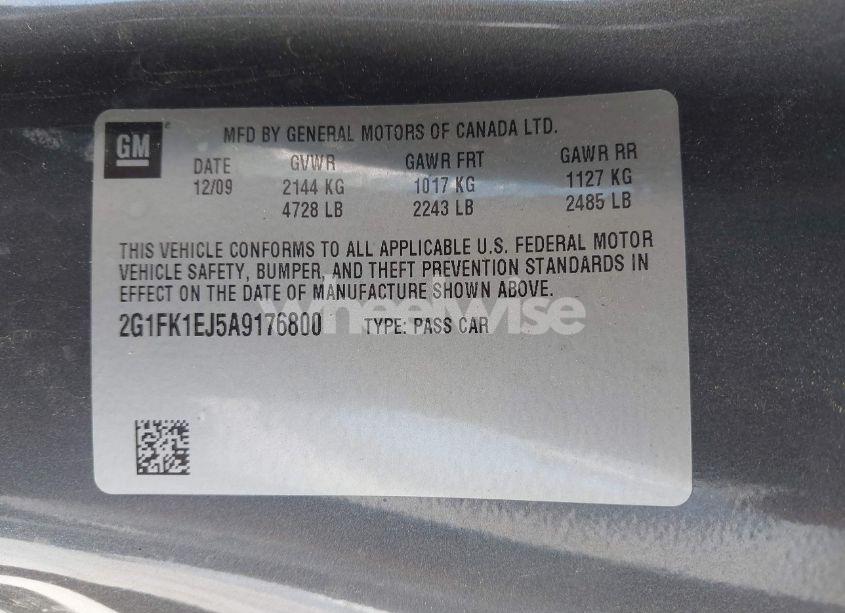 GM
MFD BY GENERAL MOTORS OF CANADA LTD.
DATE GVWR GAWR FRT GAWR RR
12/09 2144 KG 1017 KG 1127 KG
4728 LB 2243 LB 2485 LB
THIS VEHICLE CONFORMS TO ALL APPLICABLE U.S. FEDERAL MOTOR
VEHICLE SAFETY, BUMPER, AND THEFT PREVENTION STANDARDS IN
EFFECT ON THE DATE OF MANUFACTURE SHOWN ABOVE.
2G1FK1EJ5A9176800 TYPE: PASS CAR
Wheelwise